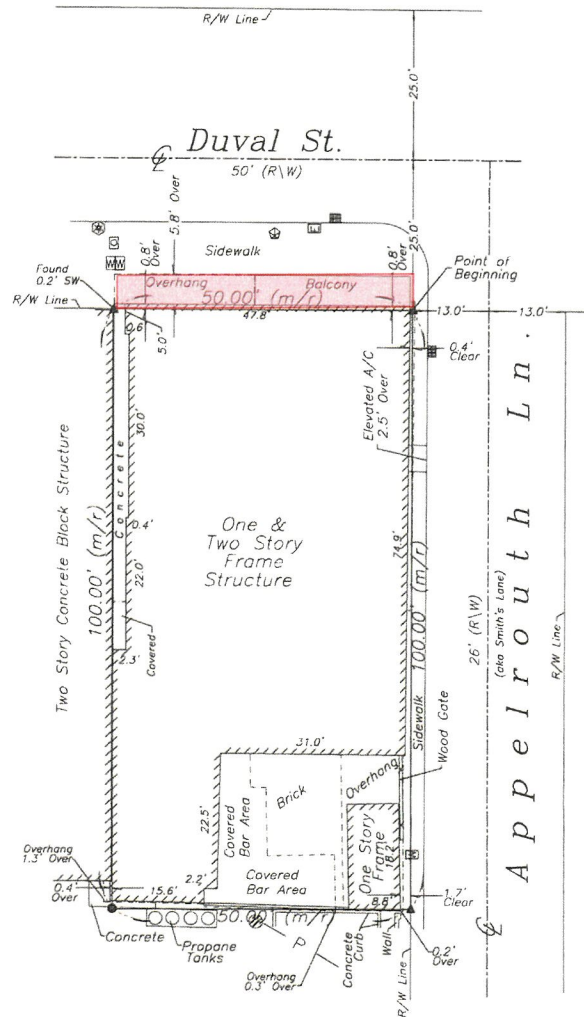 R/W Line
25.0'
Duval St.
50' (R\W)
5.8' Over
25.0'
0.8'
Over
Sidewalk
E
0.8'
Over
Point of
Beginning
Found
0.2' SW
WW
Overhang
Balcony
50.00' (m/r)
R/W Line
47.8'
13.0'
13.0'
0.6'
5.0'
0.4'
Clear
Elevated A/C
2.5' Over
30.0'
Concrete
0.4'
22.0'
Covered
2.3'
Two Story Concrete Block Structure
100.00' (m/r)
One &
Two Story
Frame
Structure
74.9'
100.00' (m/r)
Sidewalk
26' (R\W)
(aka Smith's Lane)
Appelrouth Ln.
R/W Line
Wood Gate
31.0'
Overhang
Brick
22.5'
Covered
Bar Area
Covered
Bar Area
One Story
Frame
18.2'
8.8'
Overhang
1.3' Over
0.4'
Over
15.6'
2.2'
1.7'
Clear
50.00' (m/r)
Concrete
Propane
Tanks
P
Overhang
0.3' Over
Concrete
Curb
Wall
0.2'
Over
R/W Line